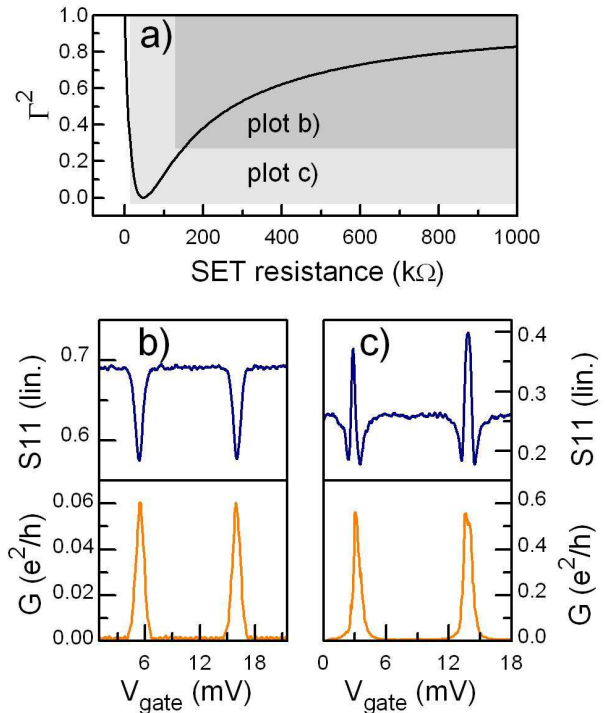 a)
1.0
0.8
0.6
0.4
0.2
0.0
Γ²
plot b)
plot c)
0 200 400 600 800 1000
SET resistance (kΩ)
b)
0.7
0.6
S11 (lin.)
c)
0.4
0.3
0.2
S11 (lin.)
0.06
0.04
0.02
0.00
G (e²/h)
0.6
0.4
0.2
0.0
G (e²/h)
6 12 18
V_gate (mV)
0 6 12 18
V_gate (mV)